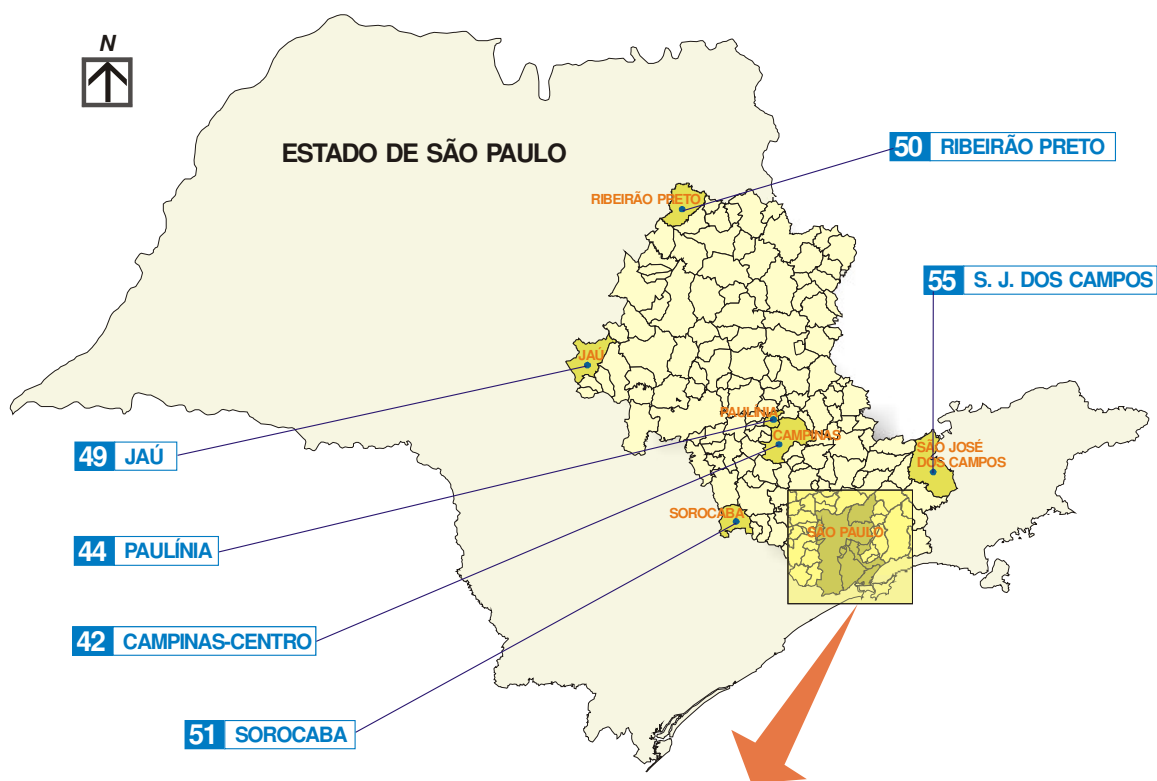 N
ESTADO DE SÃO PAULO
50 RIBEIRÃO PRETO
RIBEIRÃO PRETO
55 S. J. DOS CAMPOS
JAÚ
PAULÍNIA
CAMPINAS
SÃO JOSÉ
DOS CAMPOS
49 JAÚ
SOROCABA
SÃO PAULO
44 PAULÍNIA
42 CAMPINAS-CENTRO
51 SOROCABA